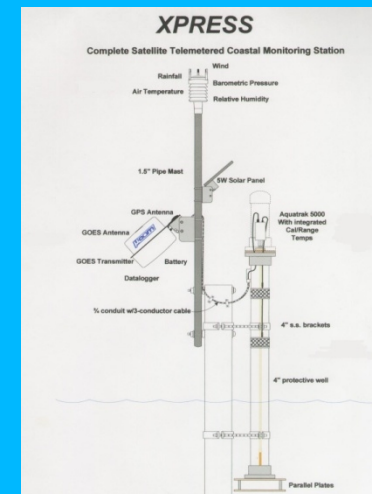 XPRESS
Complete Satellite Telemetered Coastal Monitoring Station
Wind
Rainfall
Barometric Pressure
Air Temperature
Relative Humidity
1.5" Pipe Mast
5W Solar Panel
GPS Antenna
Aquatrak 5000
With Integrated
Cal/Range
Temps
GOES Antenna
GOES Transmitter
Battery
Datalogger
¾ conduit w/3-conductor cable
4" s.s. brackets
4" protective well
Parallel Plates